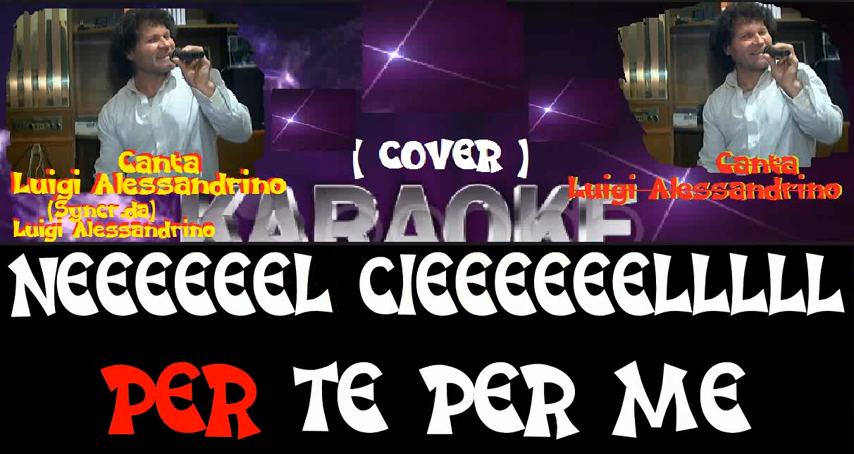 Canta
Luigi Alessandrino
(Syncr.da)
Luigi Alessandrino
( COVER )
Canta
Luigi Alessandrino
KARAOKE
NEEEEEEL CIEEEEEEELLLLL
PER TE PER ME